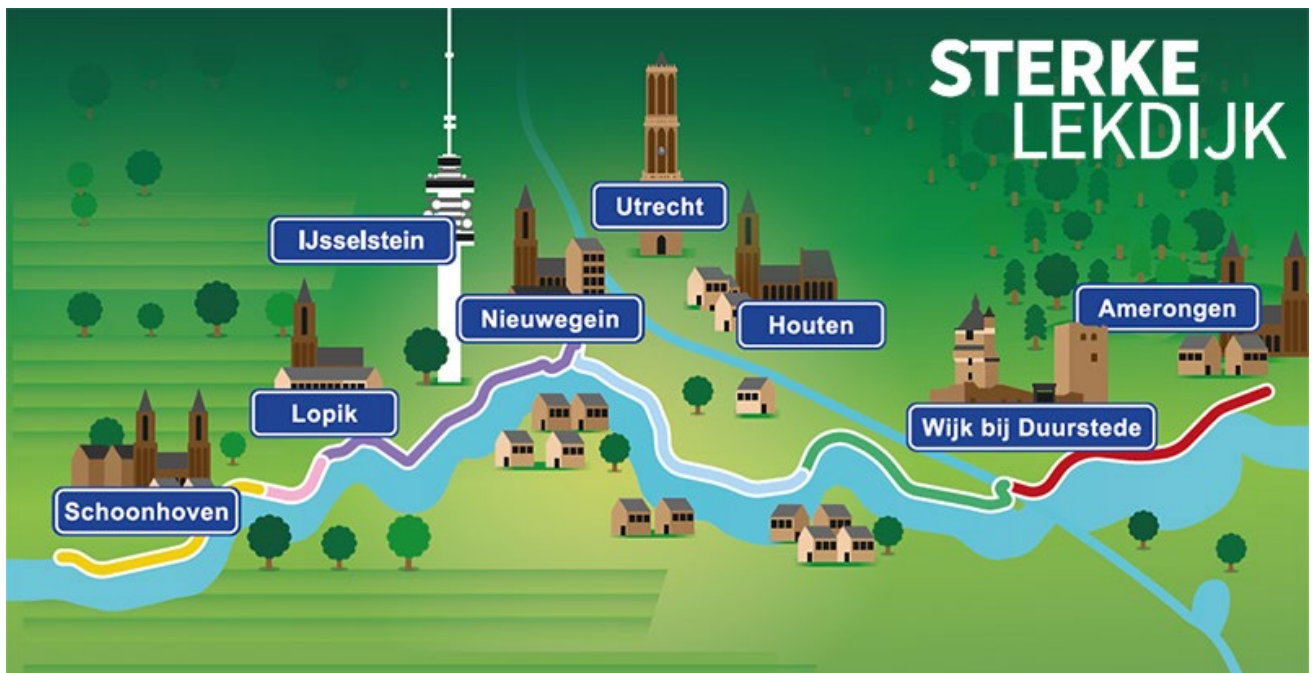 STERKE
LEKDIJK
Utrecht
IJsselstein
Nieuwegein
Houten
Amerongen
Lopik
Wijk bij Duurstede
Schoonhoven